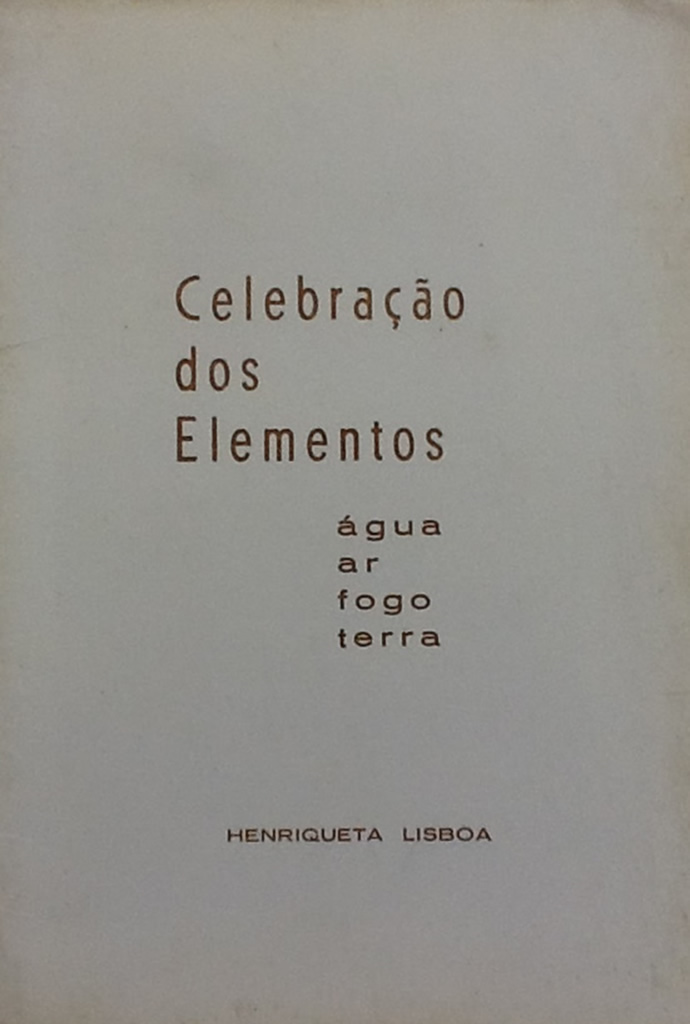 Celebração
dos
Elementos
água
ar
fogo
terra
HENRIQUETA LISBOA